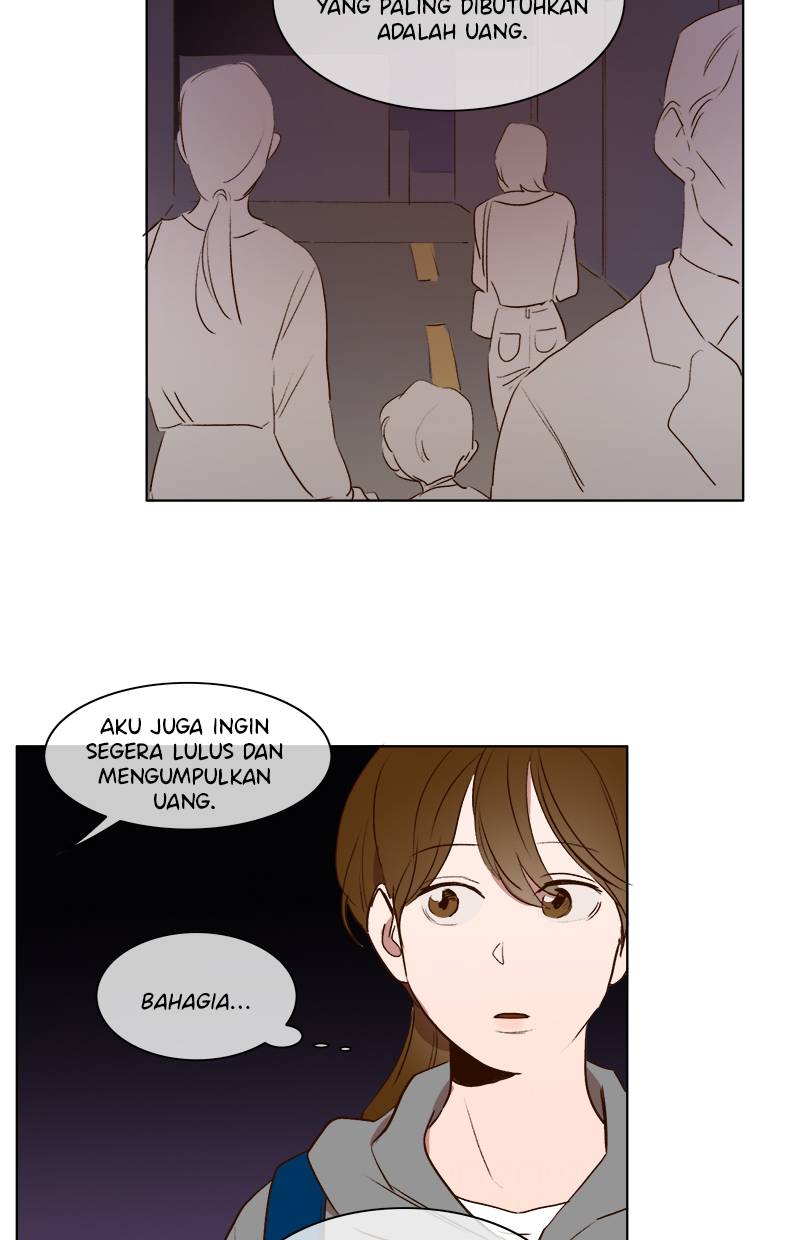 YANG PALING DIBUTUHKAN
ADALAH UANG.
AKU JUGA INGIN
SEGERA LULUS DAN
MENGUMPULKAN
UANG.
BAHAGIA...